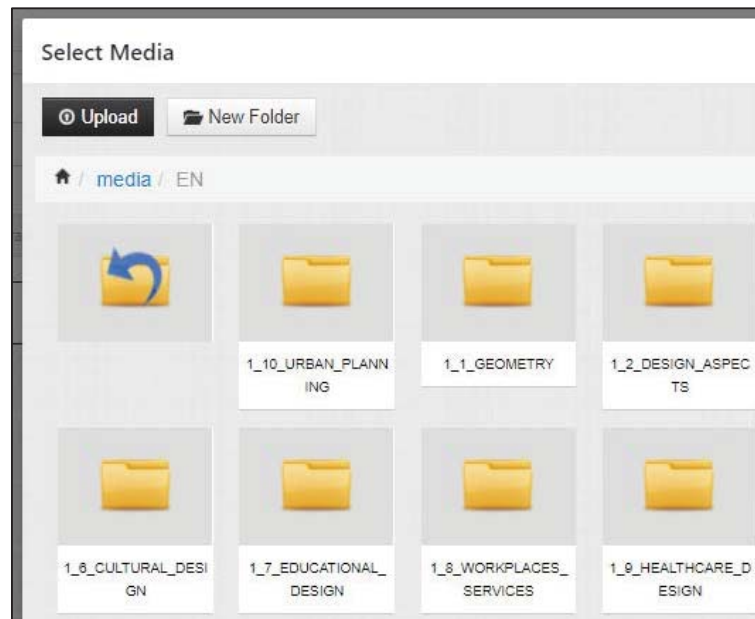 Select Media
Upload New Folder
/ media / EN
1_10_URBAN_PLANN
ING
1_1_GEOMETRY
1_2_DESIGN_ASPEC
TS
1_6_CULTURAL_DESI
GN
1_7_EDUCATIONAL_
DESIGN
1_8_WORKPLACES_
SERVICES
1_9_HEALTHCARE_D
ESIGN